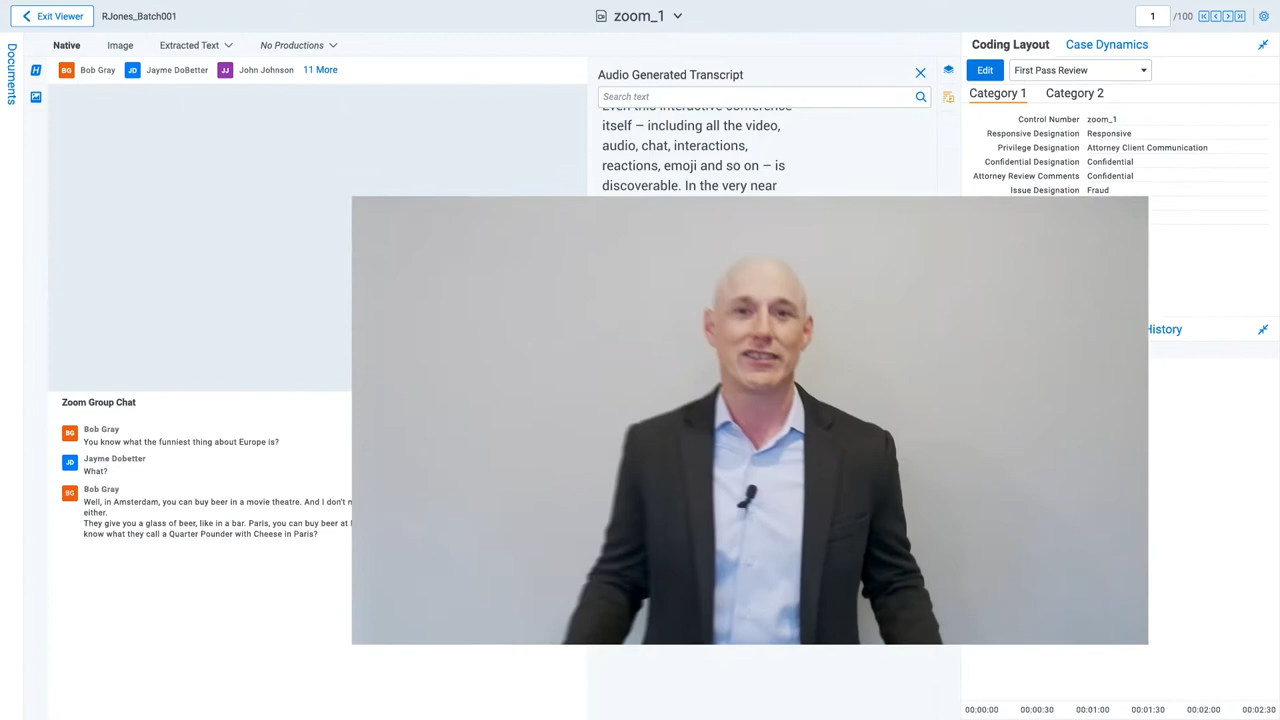 Exit Viewer
RJones_Batch001
zoom_1
1 /100
Documents
Native
Image
Extracted Text
No Productions
BG Bob Gray
JD Jayme DoBetter
JJ John Johnson
11 More
Audio Generated Transcript
Search text
Even this interactive conference
itself – including all the video,
audio, chat, interactions,
reactions, emoji and so on – is
discoverable. In the very near
Coding Layout
Case Dynamics
Edit
First Pass Review
Category 1
Category 2
Control Number zoom_1
Responsive Designation Responsive
Privilege Designation Attorney Client Communication
Confidential Designation Confidential
Attorney Review Comments Confidential
Issue Designation Fraud
History
Zoom Group Chat
BG Bob Gray
You know what the funniest thing about Europe is?
JD Jayme Dobetter
What?
BG Bob Gray
Well, in Amsterdam, you can buy beer in a movie theatre. And I don't
either.
They give you a glass of beer, like in a bar. Paris, you can buy beer at
know what they call a Quarter Pounder with Cheese in Paris?
00:00:00
00:00:30
00:01:00
00:01:30
00:02:00
00:02:30